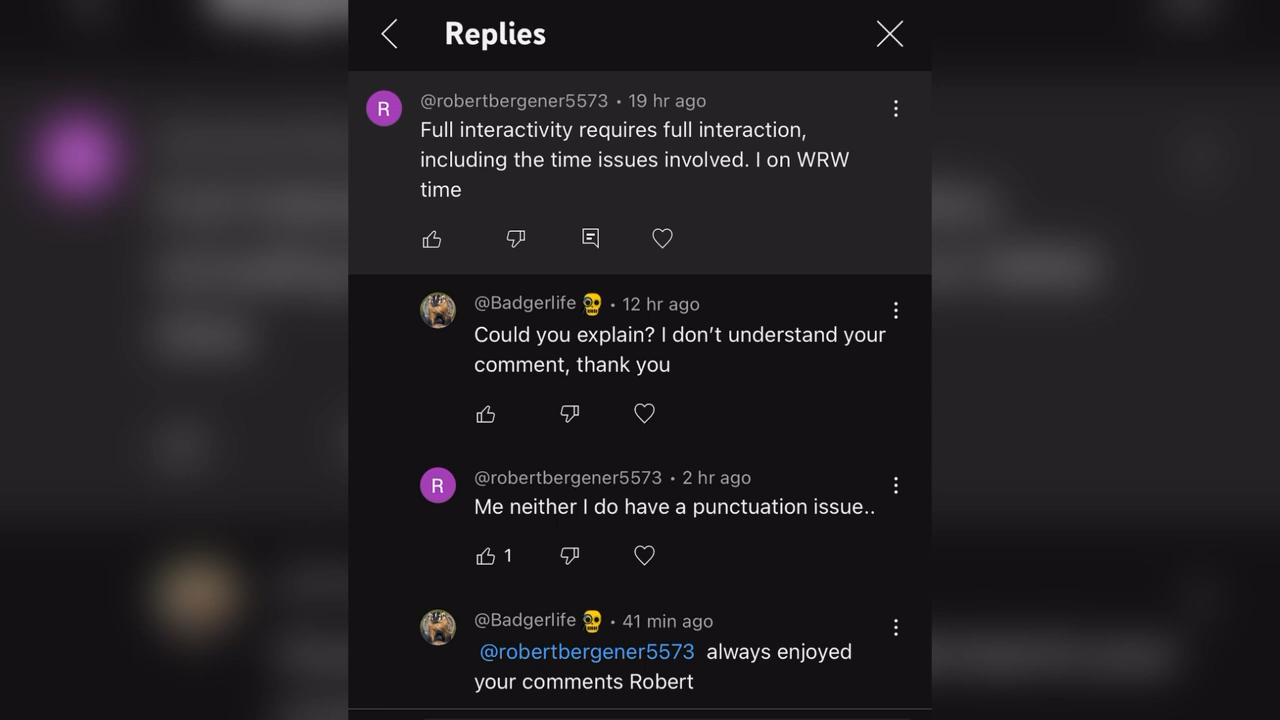 Replies
R
@robertbergener5573 • 19 hr ago
Full interactivity requires full interaction,
including the time issues involved. I on WRW
time
@Badgerlife • 12 hr ago
Could you explain? I don’t understand your
comment, thank you
R
@robertbergener5573 • 2 hr ago
Me neither I do have a punctuation issue..
1
@Badgerlife • 41 min ago
@robertbergener5573 always enjoyed
your comments Robert